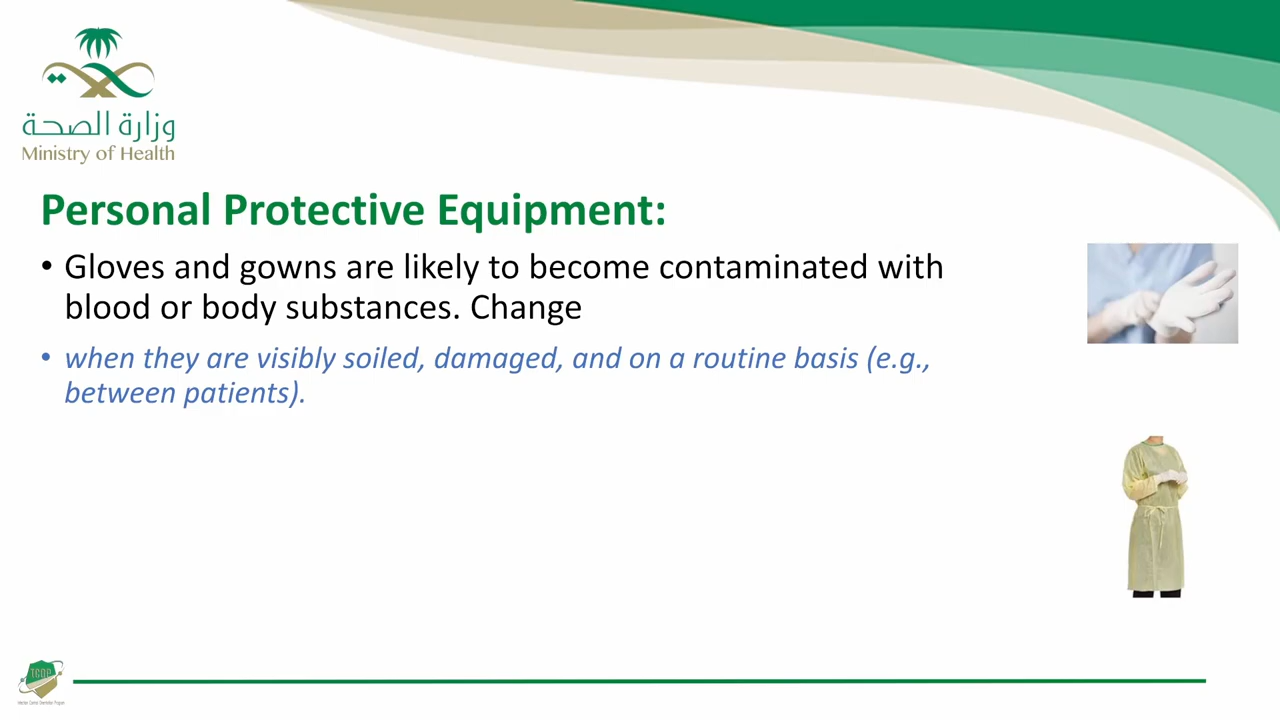 وزارة الصحة
Ministry of Health
Personal Protective Equipment:
• Gloves and gowns are likely to become contaminated with
blood or body substances. Change
• when they are visibly soiled, damaged, and on a routine basis (e.g.,
between patients).